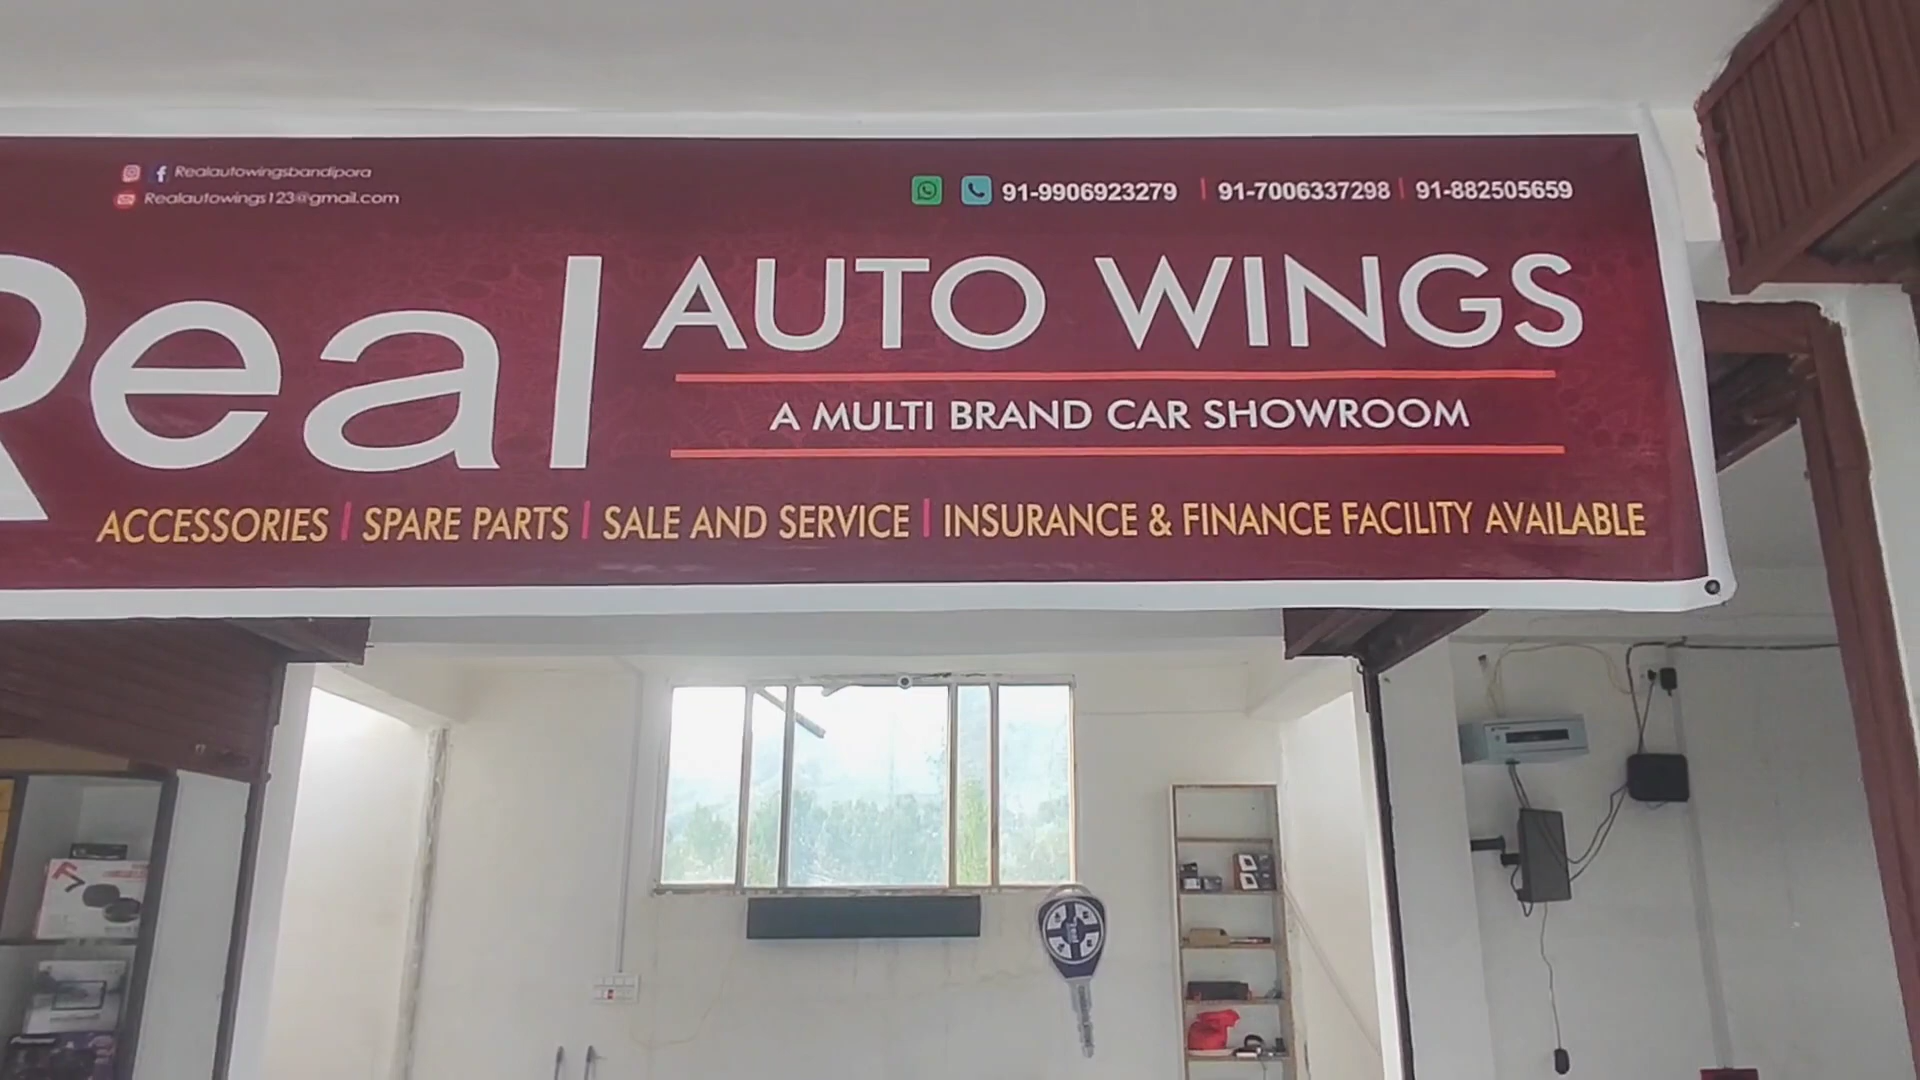 Realautowingsbandipora
Realautowings123@gmail.com
91-9906923279 | 91-7006337298 | 91-882505659
Real AUTO WINGS
A MULTI BRAND CAR SHOWROOM
ACCESSORIES | SPARE PARTS | SALE AND SERVICE | INSURANCE & FINANCE FACILITY AVAILABLE